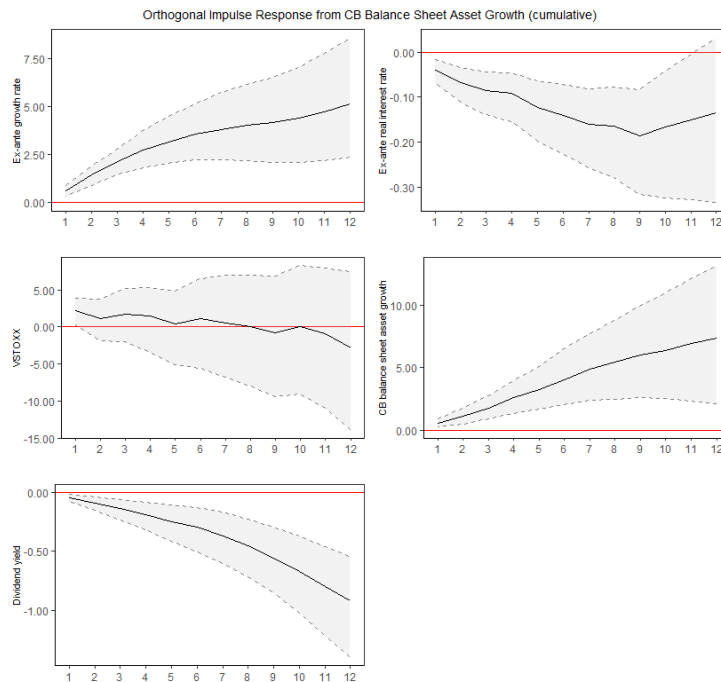 Orthogonal Impulse Response from CB Balance Sheet Asset Growth (cumulative)
Ex-ante growth rate
7.50
5.00
2.50
0.00
1 2 3 4 5 6 7 8 9 10 11 12
Ex-ante real interest rate
0.00
-0.10
-0.20
-0.30
1 2 3 4 5 6 7 8 9 10 11 12
VSTOXX
5.00
0.00
-5.00
-10.00
-15.00
1 2 3 4 5 6 7 8 9 10 11 12
CB balance sheet asset growth
10.00
5.00
0.00
1 2 3 4 5 6 7 8 9 10 11 12
Dividend yield
0.00
-0.50
-1.00
1 2 3 4 5 6 7 8 9 10 11 12